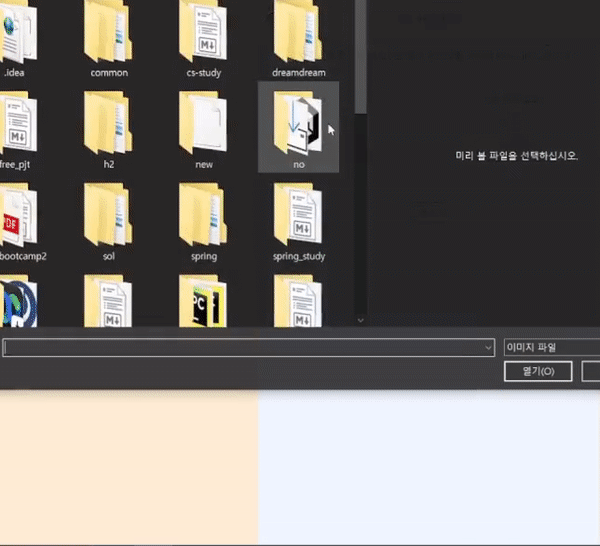 .idea
common
cs-study
dreamdream
free_pjt
h2
new
no
미리 볼 파일을 선택하십시오.
bootcamp2
sol
spring
spring_study
이미지 파일
열기(O)